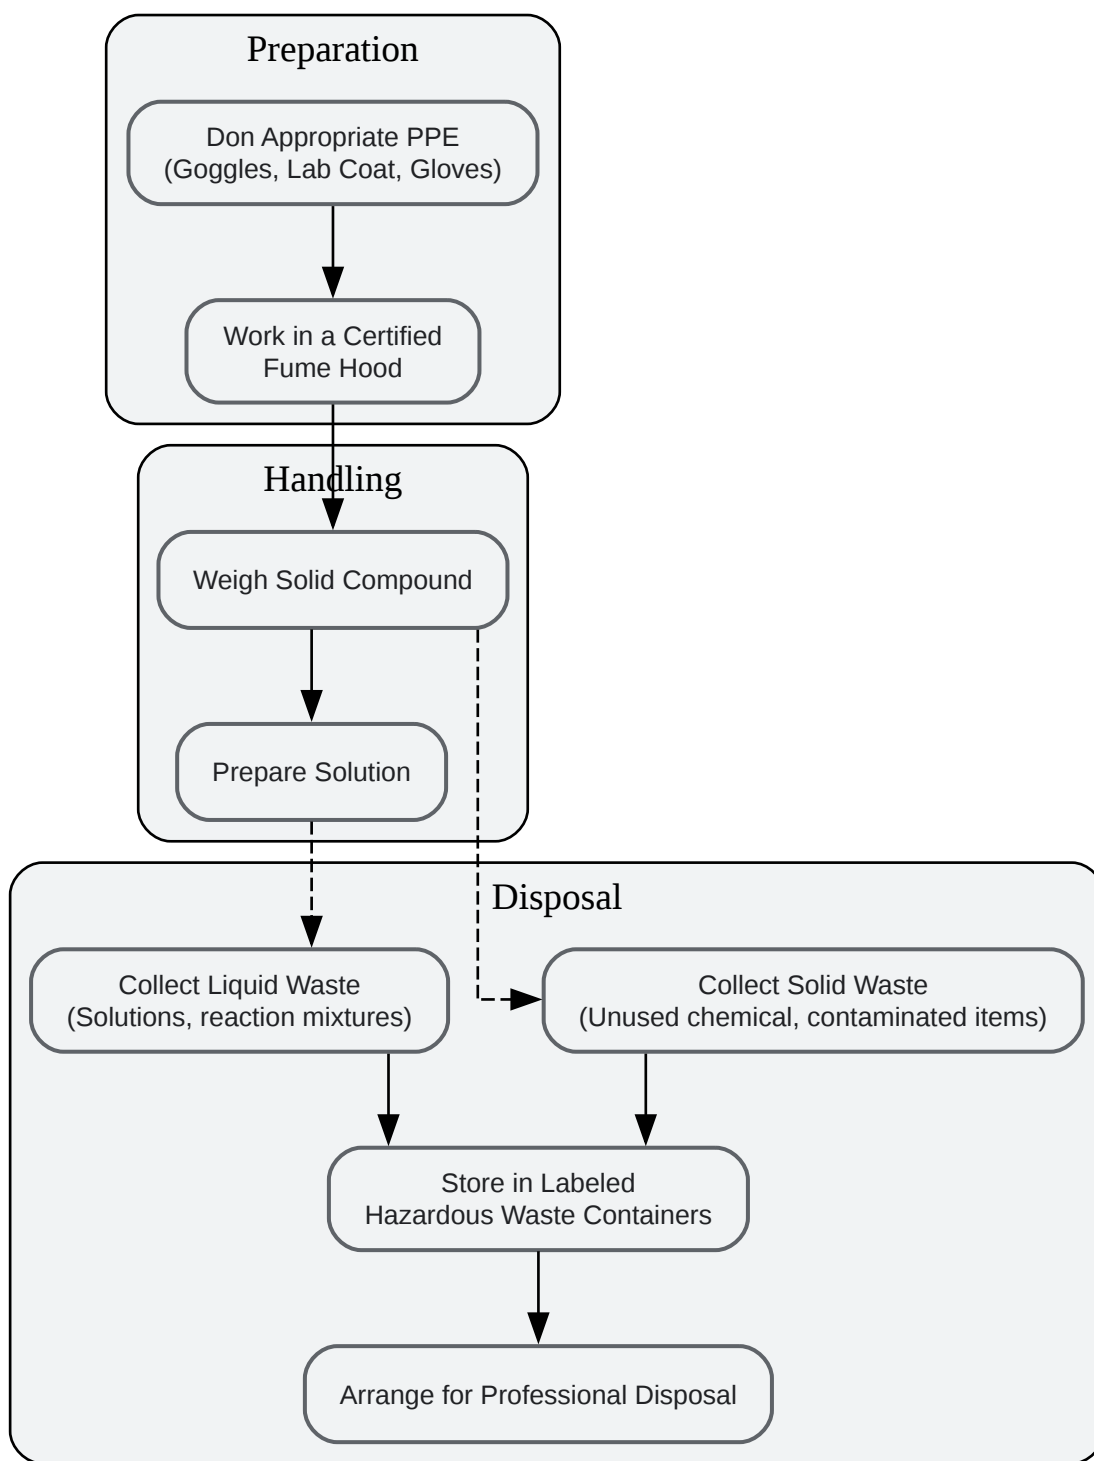 Preparation
Don Appropriate PPE
(Goggles, Lab Coat, Gloves)
Work in a Certified
Fume Hood
Handling
Weigh Solid Compound
Prepare Solution
Disposal
Collect Liquid Waste
(Solutions, reaction mixtures)
Collect Solid Waste
(Unused chemical, contaminated items)
Store in Labeled
Hazardous Waste Containers
Arrange for Professional Disposal